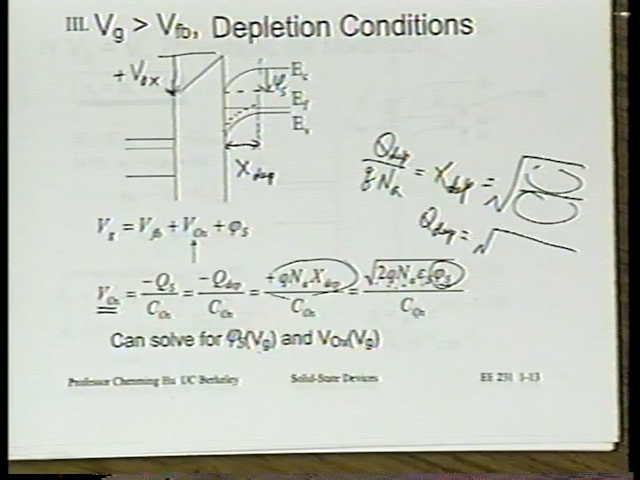 III. Vg > Vfb, Depletion Conditions
+ Vox
φs
Ec
Ef
Ev
Xdep
Qdep / qNa = Xdep = √
Qdep = √
Vg = Vfb + VOx + φS
VOx = -QS / COx = -Qdep / COx = +qNaXdep / COx = √2qNaεsφS / COx
Can solve for φS(Vg) and VOx(Vg)
Professor Chenming Hu UC Berkeley
Solid-State Devices
EE 231 3-13